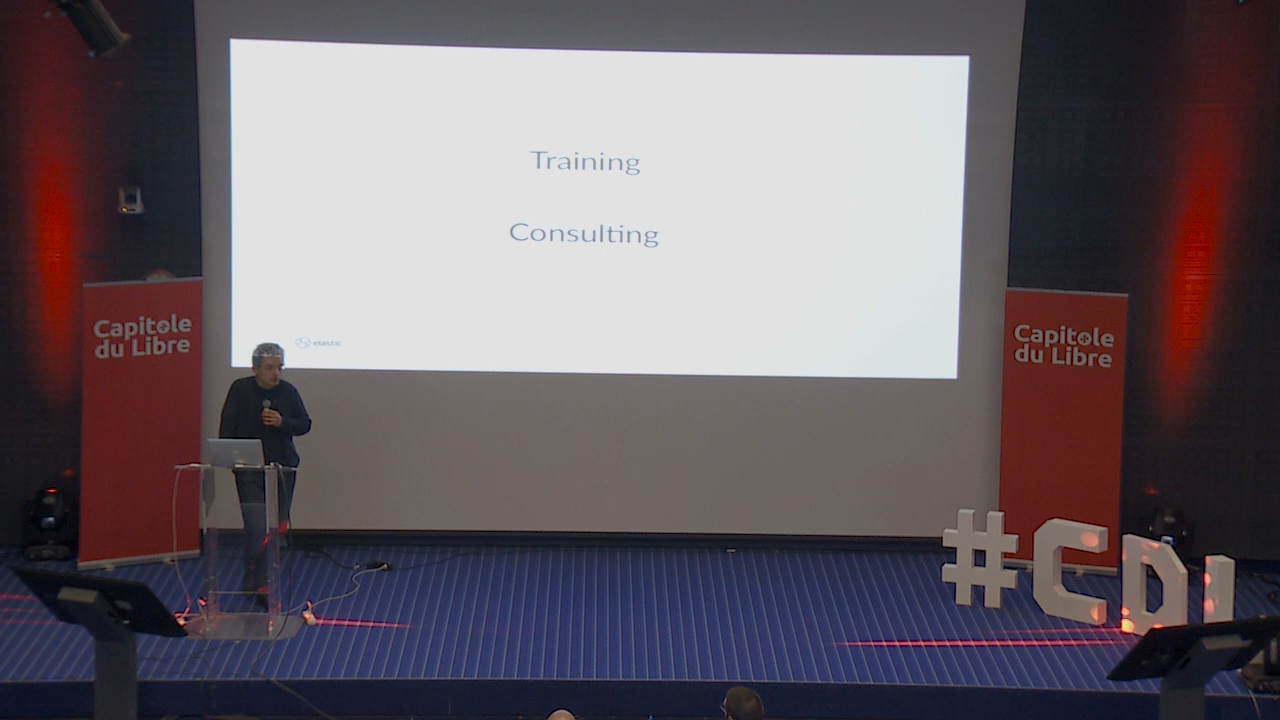 Training
Consulting
elastic
Capitole
du Libre
Capitole
du Libre
#CDL